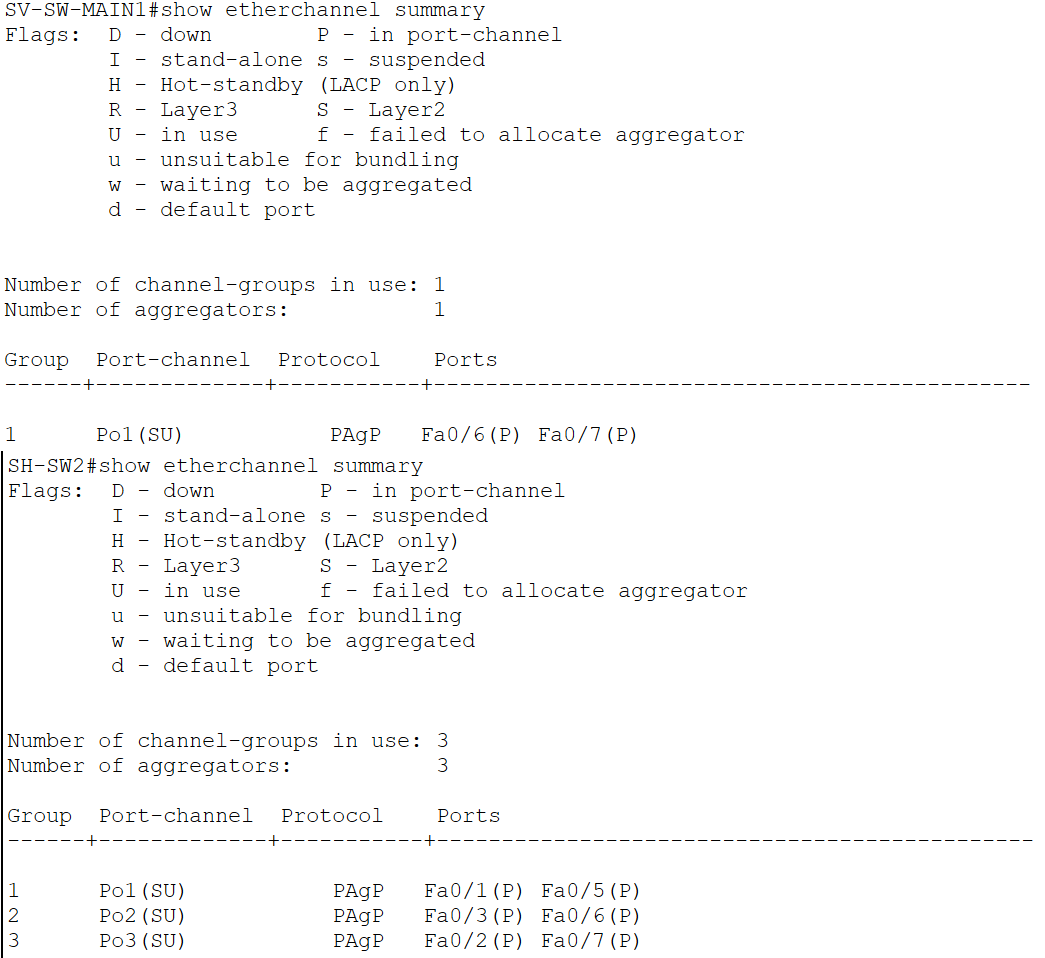 SV-SW-MAIN1#show etherchannel summary
Flags:  D - down        P - in port-channel
        I - stand-alone s - suspended
        H - Hot-standby (LACP only)
        R - Layer3      S - Layer2
        U - in use      f - failed to allocate aggregator
        u - unsuitable for bundling
        w - waiting to be aggregated
        d - default port
Number of channel-groups in use: 1
Number of aggregators:           1
Group  Port-channel  Protocol    Ports
------+-------------+-----------+----------------------------------------------
1      Po1(SU)           PAgP   Fa0/6(P) Fa0/7(P)
SH-SW2#show etherchannel summary
Flags:  D - down        P - in port-channel
        I - stand-alone s - suspended
        H - Hot-standby (LACP only)
        R - Layer3      S - Layer2
        U - in use      f - failed to allocate aggregator
        u - unsuitable for bundling
        w - waiting to be aggregated
        d - default port
Number of channel-groups in use: 3
Number of aggregators:           3
Group  Port-channel  Protocol    Ports
------+-------------+-----------+----------------------------------------------
1      Po1(SU)           PAgP   Fa0/1(P) Fa0/5(P)
2      Po2(SU)           PAgP   Fa0/3(P) Fa0/6(P)
3      Po3(SU)           PAgP   Fa0/2(P) Fa0/7(P)